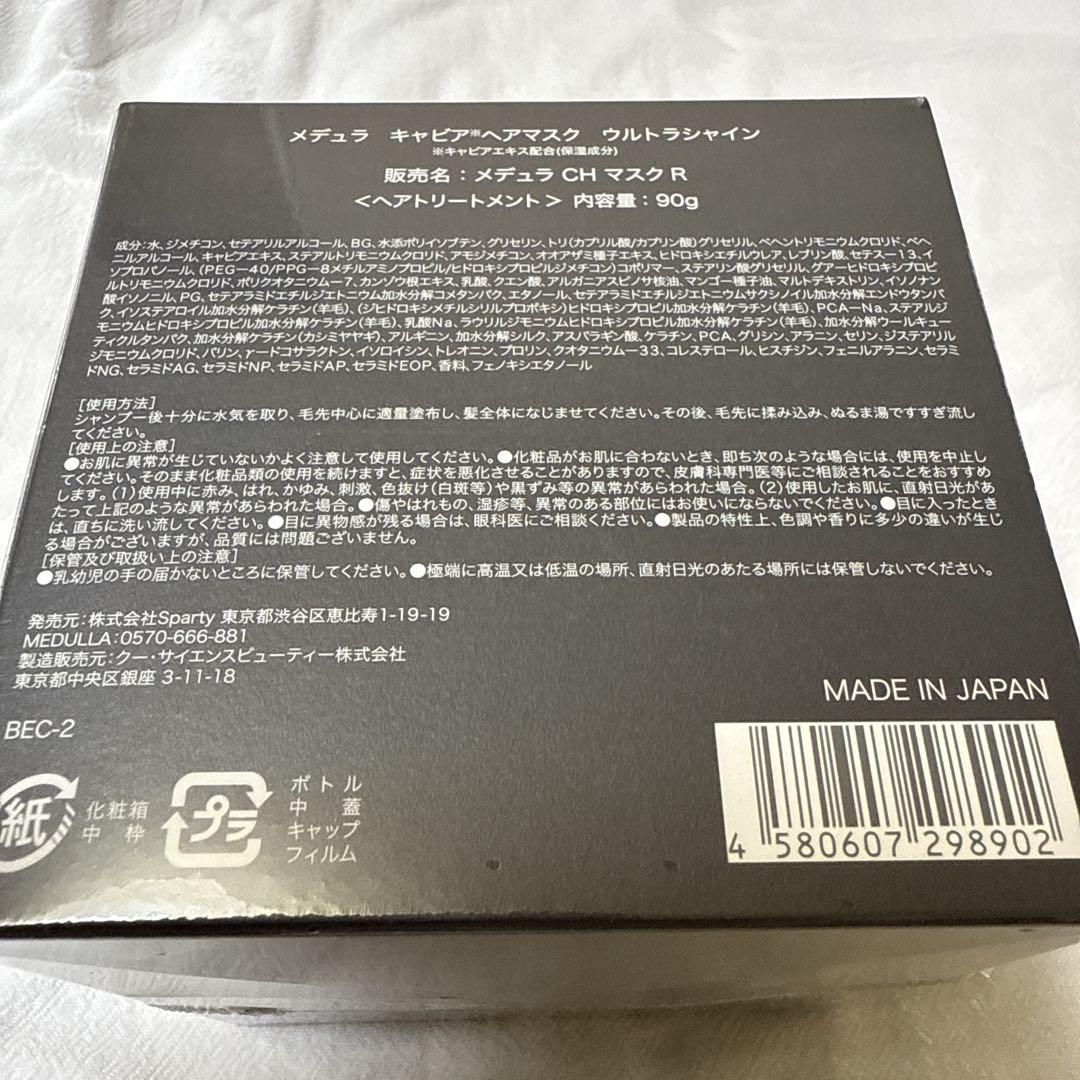 メデュラ キャビア※ヘアマスク ウルトラシャイン
※キャビアエキス配合(保湿成分)
販売名：メデュラ CH マスク R
＜ヘアトリートメント＞ 内容量：90g
成分：水、ジメチコン、セテアリルアルコール、BG、水添ポリイソブテン、グリセリン、トリ(カプリル酸/カプリン酸)グリセリル、ベヘントリモニウムクロリド、ベヘ
ニルアルコール、キャビアエキス、ステアルトリモニウムクロリド、アモジメチコン、オオアザミ種子エキス、ヒドロキシエチルウレア、レブリン酸、セテス－13、イ
ソプロパノール、(PEG－40/PPG－8メチルアミノプロピル/ヒドロキシプロピルジメチコン)コポリマー、ステアリン酸グリセリル、グアーヒドロキシプロピ
ルトリモニウムクロリド、ポリクオタニウム－7、カンゾウ根エキス、乳酸、クエン酸、アルガニアスピノサ核油、マンゴー種子油、マルトデキストリン、イソノナン
酸イソノニル、PG、セテアラミドエチルジエトニウム加水分解コメタンパク、エタノール、セテアラミドエチルジエトニウムサクシノイル加水分解エンドウタンパ
ク、イソステアロイル加水分解ケラチン(羊毛)、(ジヒドロキシメチルシリルプロポキシ)ヒドロキシプロピル加水分解ケラチン(羊毛)、PCA－Na、ステアルジ
モニウムヒドロキシプロピル加水分解ケラチン(羊毛)、乳酸Na、ラウリルジモニウムヒドロキシプロピル加水分解ケラチン(羊毛)、加水分解ウールキュー
ティクルタンパク、加水分解ケラチン(カシミヤヤギ)、アルギニン、加水分解シルク、アスパラギン酸、ケラチン、PCA、グリシン、アラニン、セリン、ジステアリル
ジモニウムクロリド、バリン、γードコサラクトン、イソロイシン、トレオニン、プロリン、クオタニウム－33、コレステロール、ヒスチジン、フェニルアラニン、セラミ
ドNG、セラミドAG、セラミドNP、セラミドAP、セラミドEOP、香料、フェノキシエタノール
[使用方法]
シャンプー後十分に水気を取り、毛先中心に適量塗布し、髪全体になじませてください。その後、毛先に揉み込み、ぬるま湯ですすぎ流し
てください。
[使用上の注意]
●お肌に異常が生じていないかよく注意して使用してください。●化粧品がお肌に合わないとき、即ち次のような場合には、使用を中止し
てください。そのまま化粧品類の使用を続けますと、症状を悪化させることがありますので、皮膚科専門医等にご相談されることをおすすめ
します。(1)使用中に赤み、はれ、かゆみ、刺激、色抜け(白斑等)や黒ずみ等の異常があらわれた場合。(2)使用したお肌に、直射日光があ
たって上記のような異常があらわれた場合。●傷やはれもの、湿疹等、異常のある部位にはお使いにならないでください。●目に入ったとき
は、直ちに洗い流してください。●目に異物感が残る場合は、眼科医にご相談ください。●製品の特性上、色調や香りに多少の違いが生じ
る場合がございますが、品質には問題ございません。
[保管及び取扱い上の注意]
●乳幼児の手の届かないところに保管してください。●極端に高温又は低温の場所、直射日光のあたる場所には保管しないでください。
発売元：株式会社Sparty 東京都渋谷区恵比寿1-19-19
MEDULLA：0570-666-881
製造販売元：クー・サイエンスビューティー株式会社
東京都中央区銀座 3-11-18
MADE IN JAPAN
BEC-2
紙 化粧箱
中枠
プラ ボトル
中蓋
キャップ
フィルム
4 580607 298902